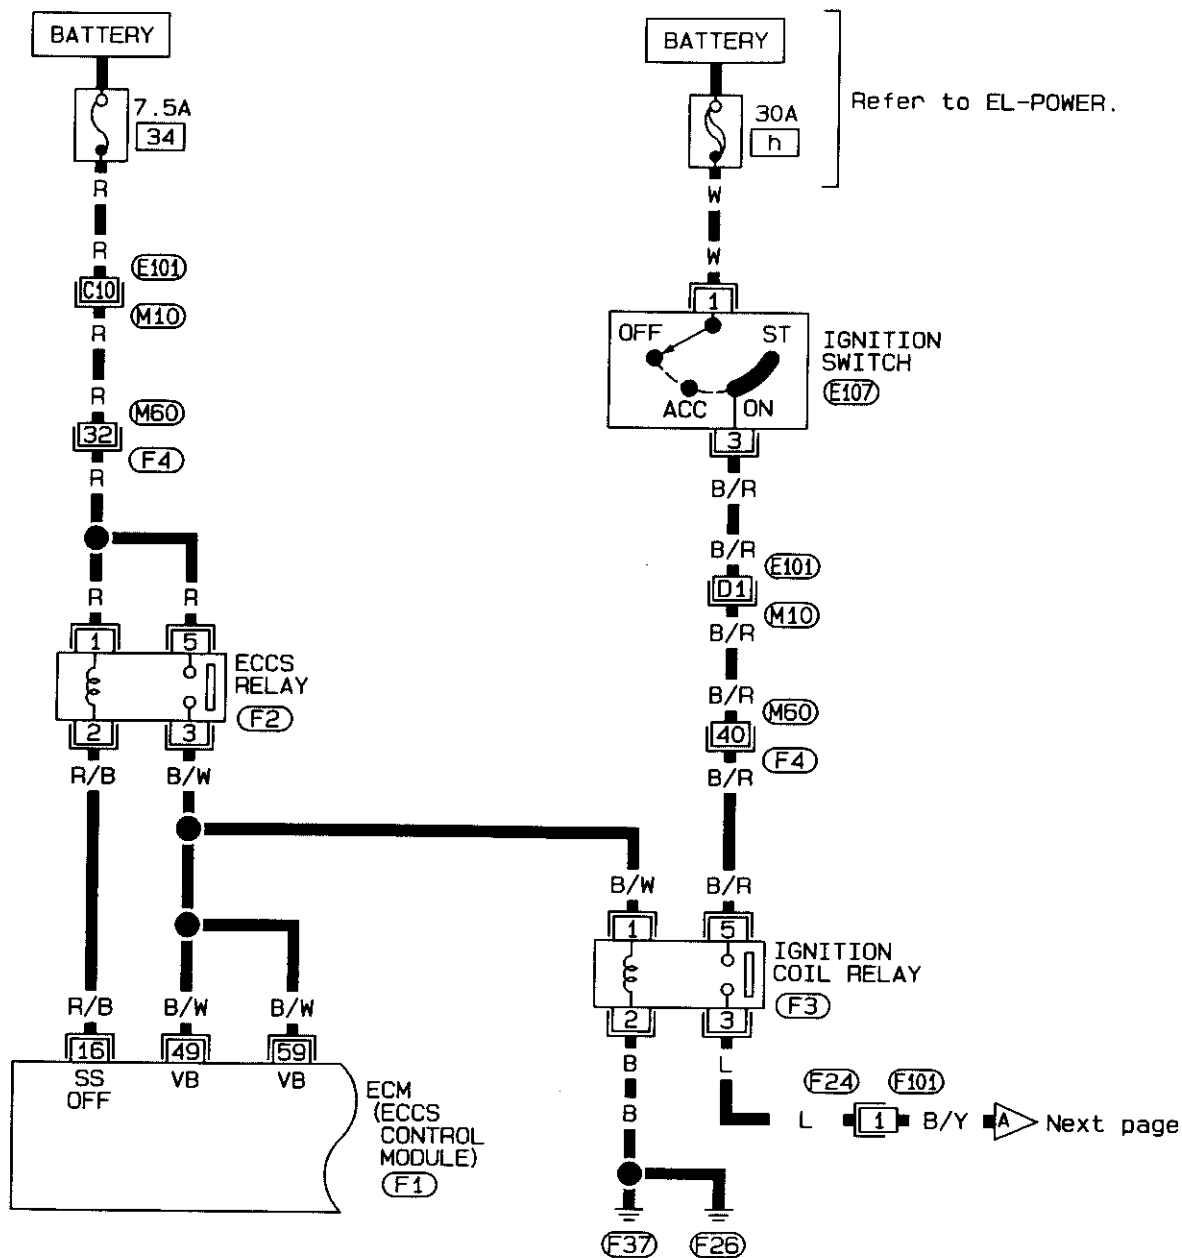 BATTERY
7.5A
34
R
R
C10
E101
M10
R
R
32
M60
F4
R
R
R
1
5
ECCS
RELAY
F2
2
3
R/B
B/W
R/B
B/W
B/W
16
49
59
SS
OFF
VB
VB
ECM
(ECCS
CONTROL
MODULE)
F1
BATTERY
Refer to EL-POWER.
30A
h
W
W
1
OFF
ST
ACC
ON
IGNITION
SWITCH
E107
3
B/R
B/R
D1
E101
M10
B/R
B/R
40
M60
F4
B/R
B/W
B/R
1
5
IGNITION
COIL RELAY
F3
2
3
B
L
B
L
F24
F101
1
B/Y
A
Next page
F37
F26